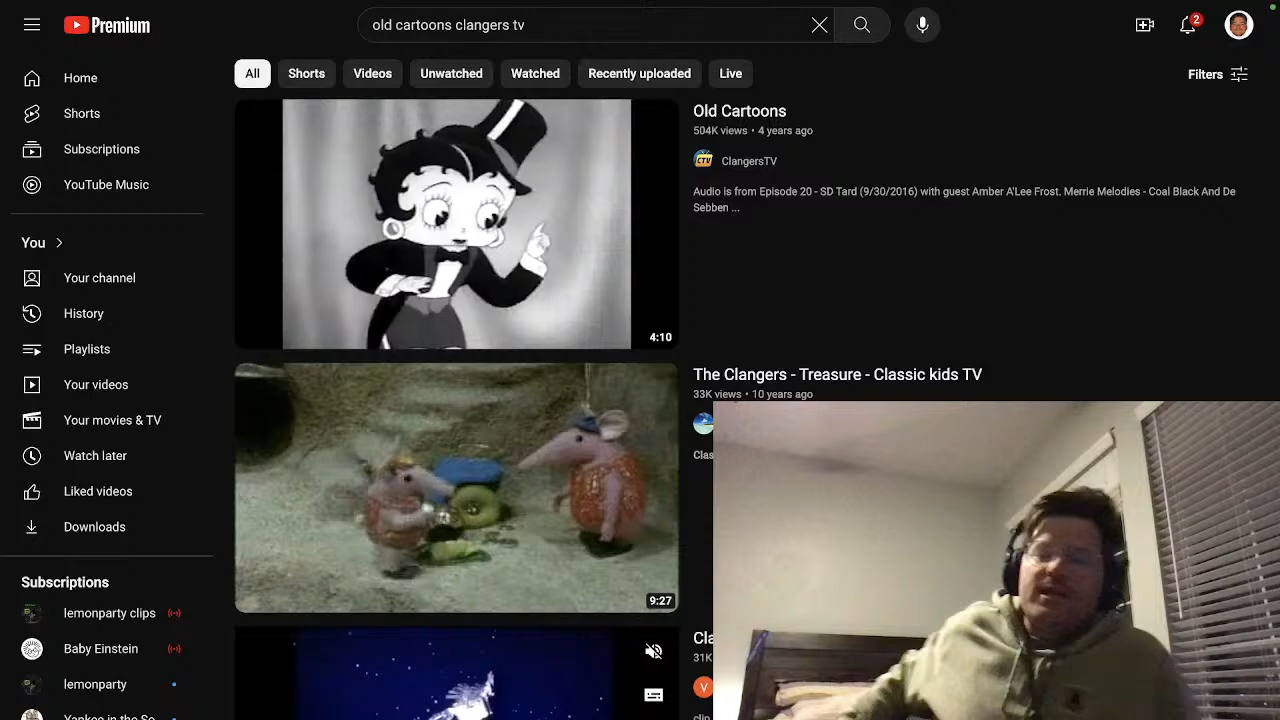 Premium
old cartoons clangers tv
2
Home
Shorts
Subscriptions
YouTube Music
You
Your channel
History
Playlists
Your videos
Your movies & TV
Watch later
Liked videos
Downloads
Subscriptions
lemonparty clips
Baby Einstein
lemonparty
Yankee in the So
All
Shorts
Videos
Unwatched
Watched
Recently uploaded
Live
Filters
4:10
Old Cartoons
504K views • 4 years ago
CTV
ClangersTV
Audio is from Episode 20 - SD Tard (9/30/2016) with guest Amber A'Lee Frost. Merrie Melodies - Coal Black And De
Sebben ...
9:27
The Clangers - Treasure - Classic kids TV
33K views • 10 years ago
Clas
Cla
31K
V
clip